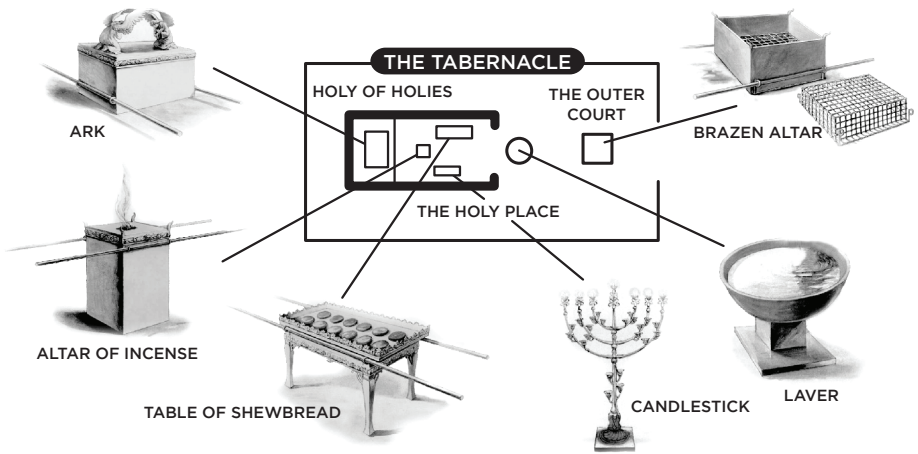 THE TABERNACLE
HOLY OF HOLIES
THE OUTER
COURT
ARK
BRAZEN ALTAR
THE HOLY PLACE
ALTAR OF INCENSE
TABLE OF SHEWBREAD
CANDLESTICK
LAVER